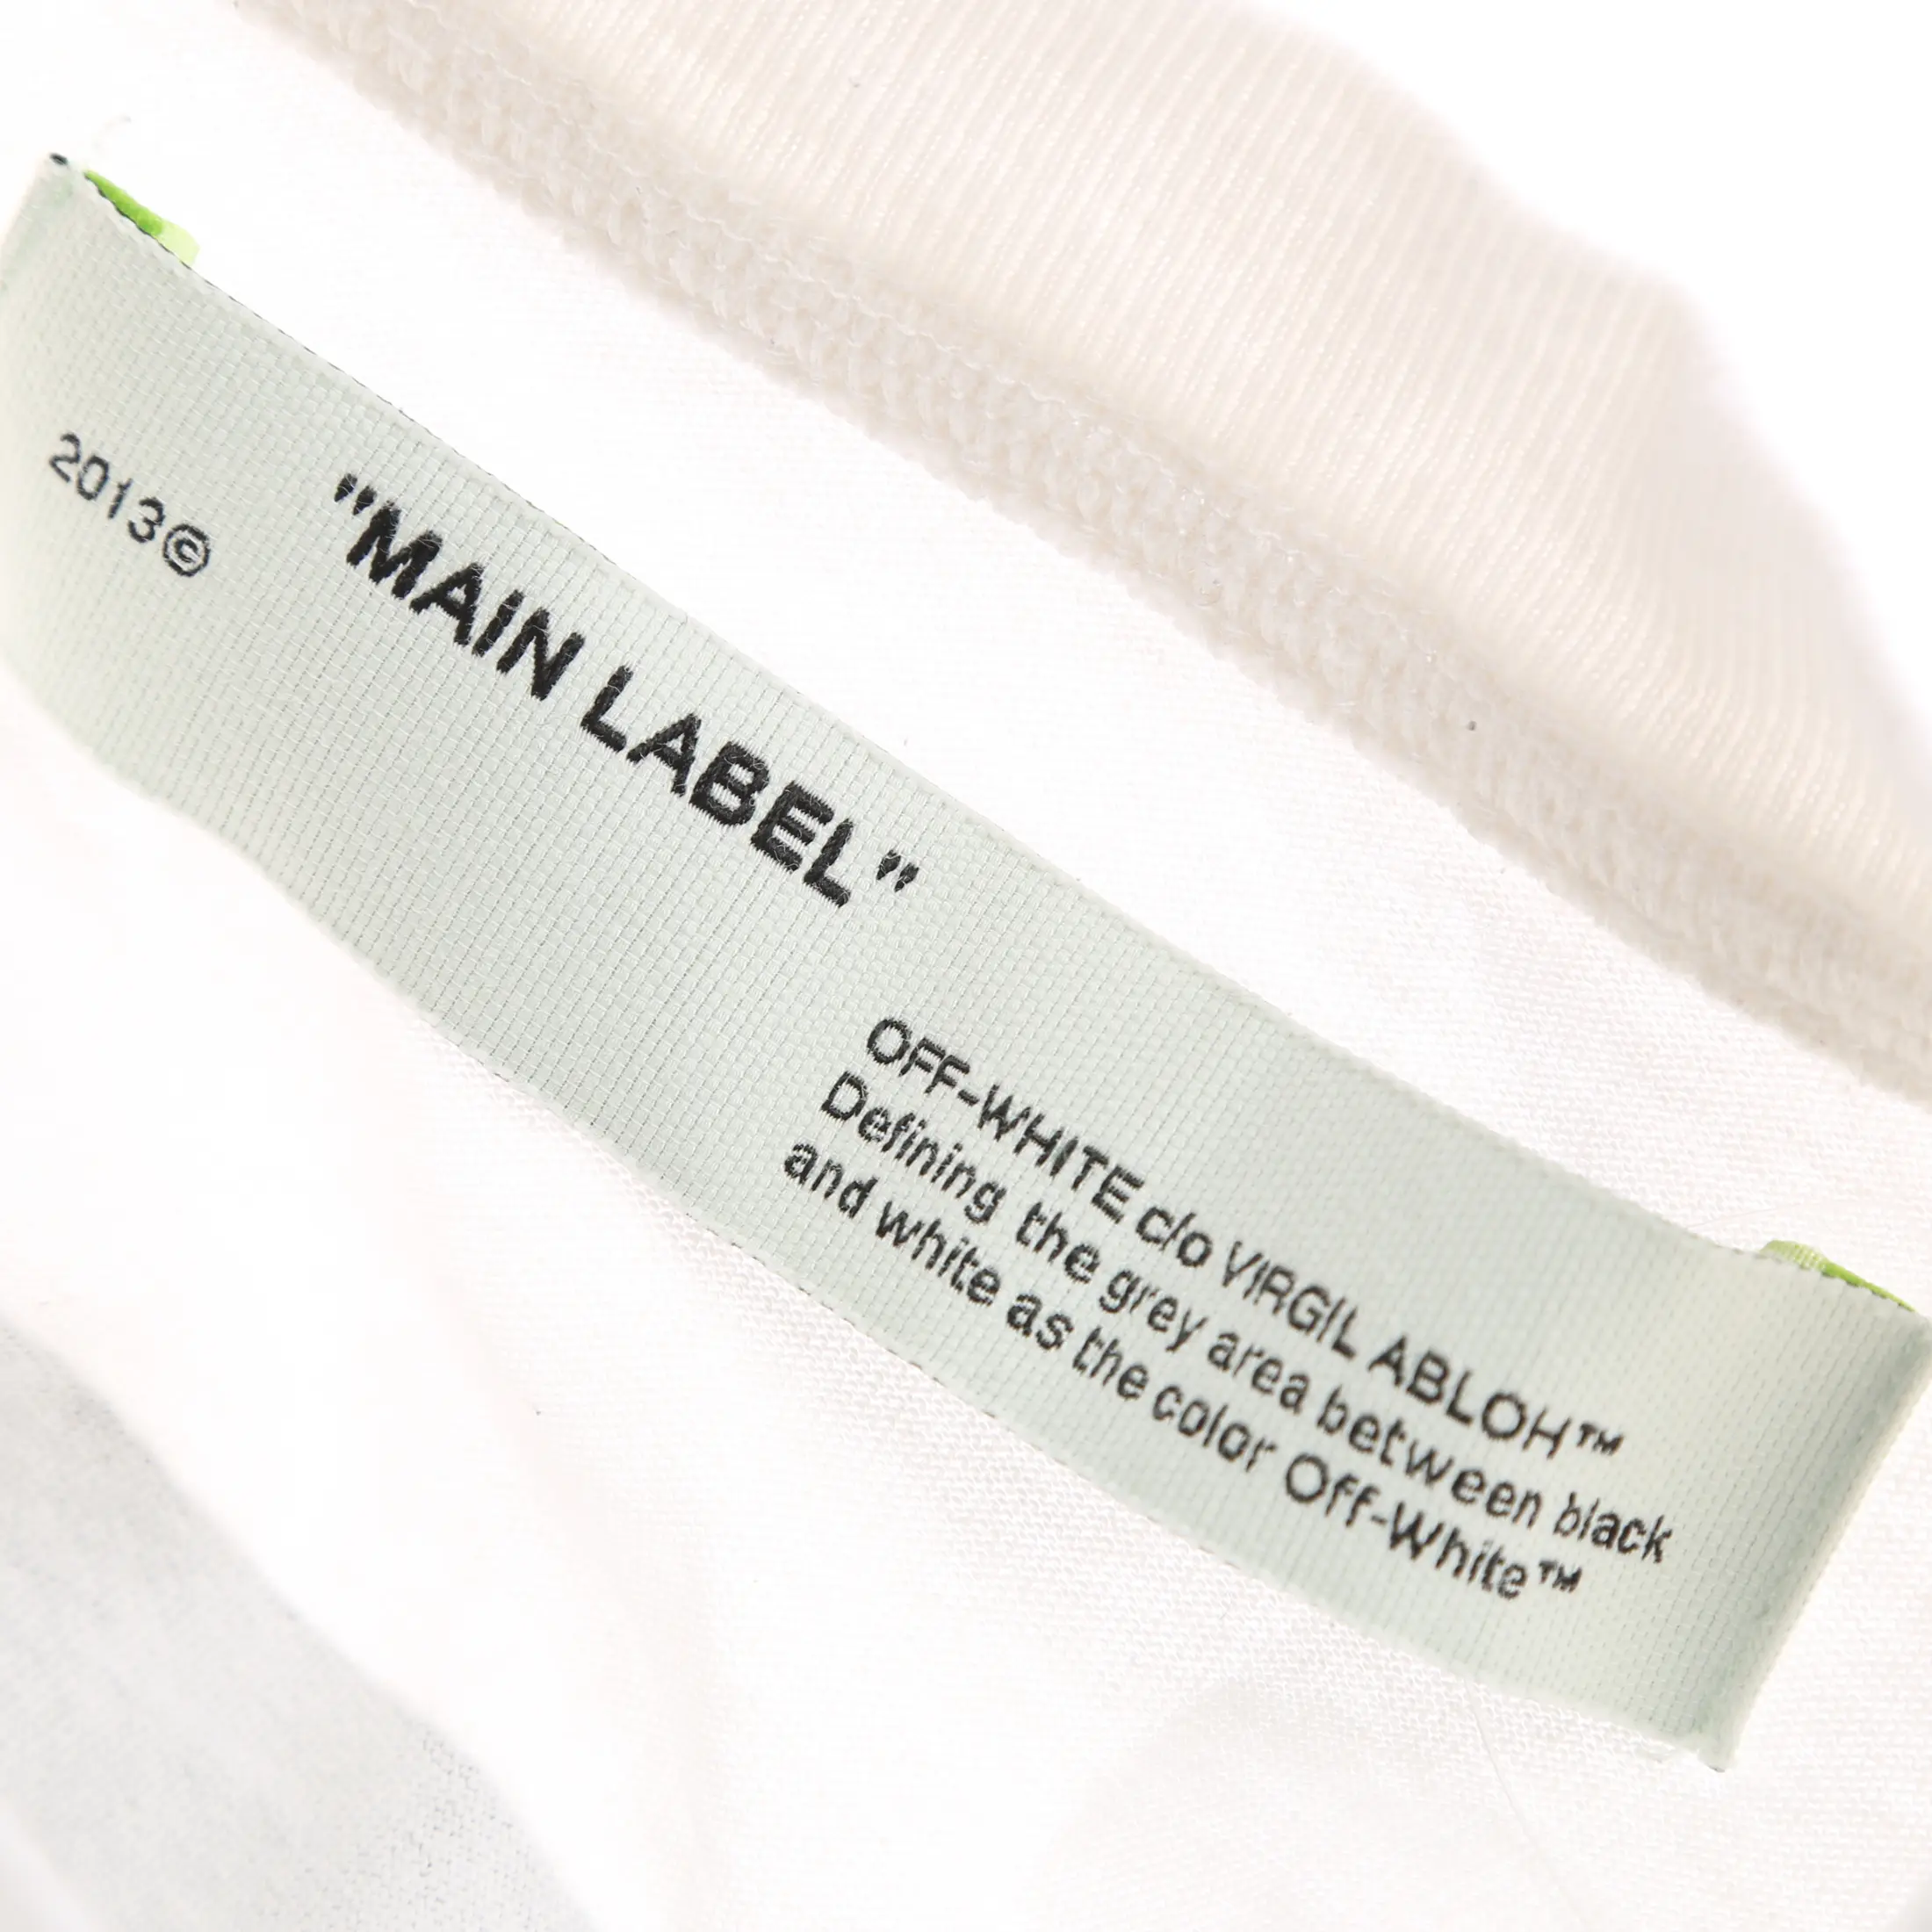 2013©
"MAIN LABEL"
OFF-WHITE c/o VIRGIL ABLOH™
Defining the grey area between black
and white as the color Off-White™